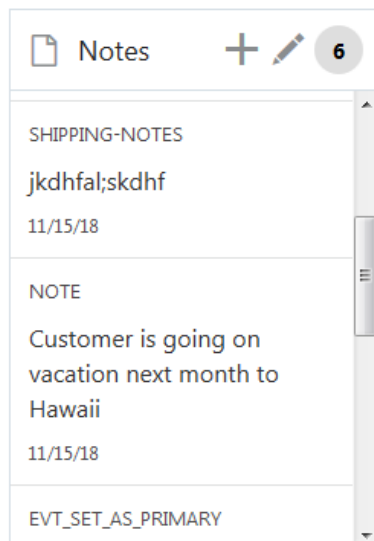 Notes 6
SHIPPING-NOTES
jkdhfal;skdhf
11/15/18
NOTE
Customer is going on
vacation next month to
Hawaii
11/15/18
EVT_SET_AS_PRIMARY